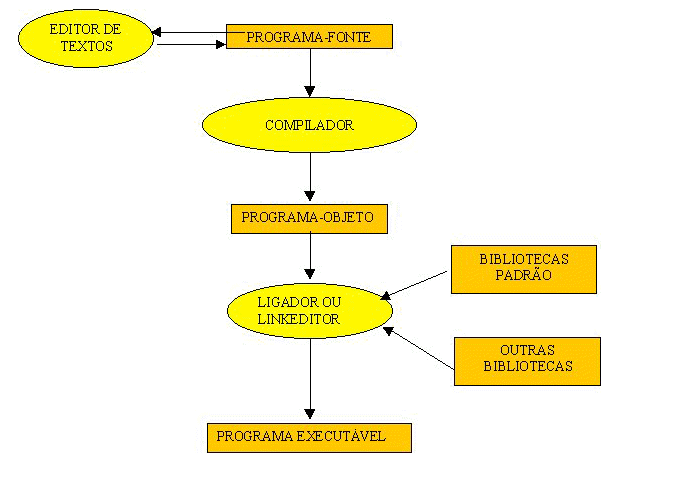 EDITOR DE
TEXTOS
PROGRAMA-FONTE
COMPILADOR
PROGRAMA-OBJETO
BIBLIOTECAS
PADRÃO
LIGADOR OU
LINKEDITOR
OUTRAS
BIBLIOTECAS
PROGRAMA EXECUTÁVEL